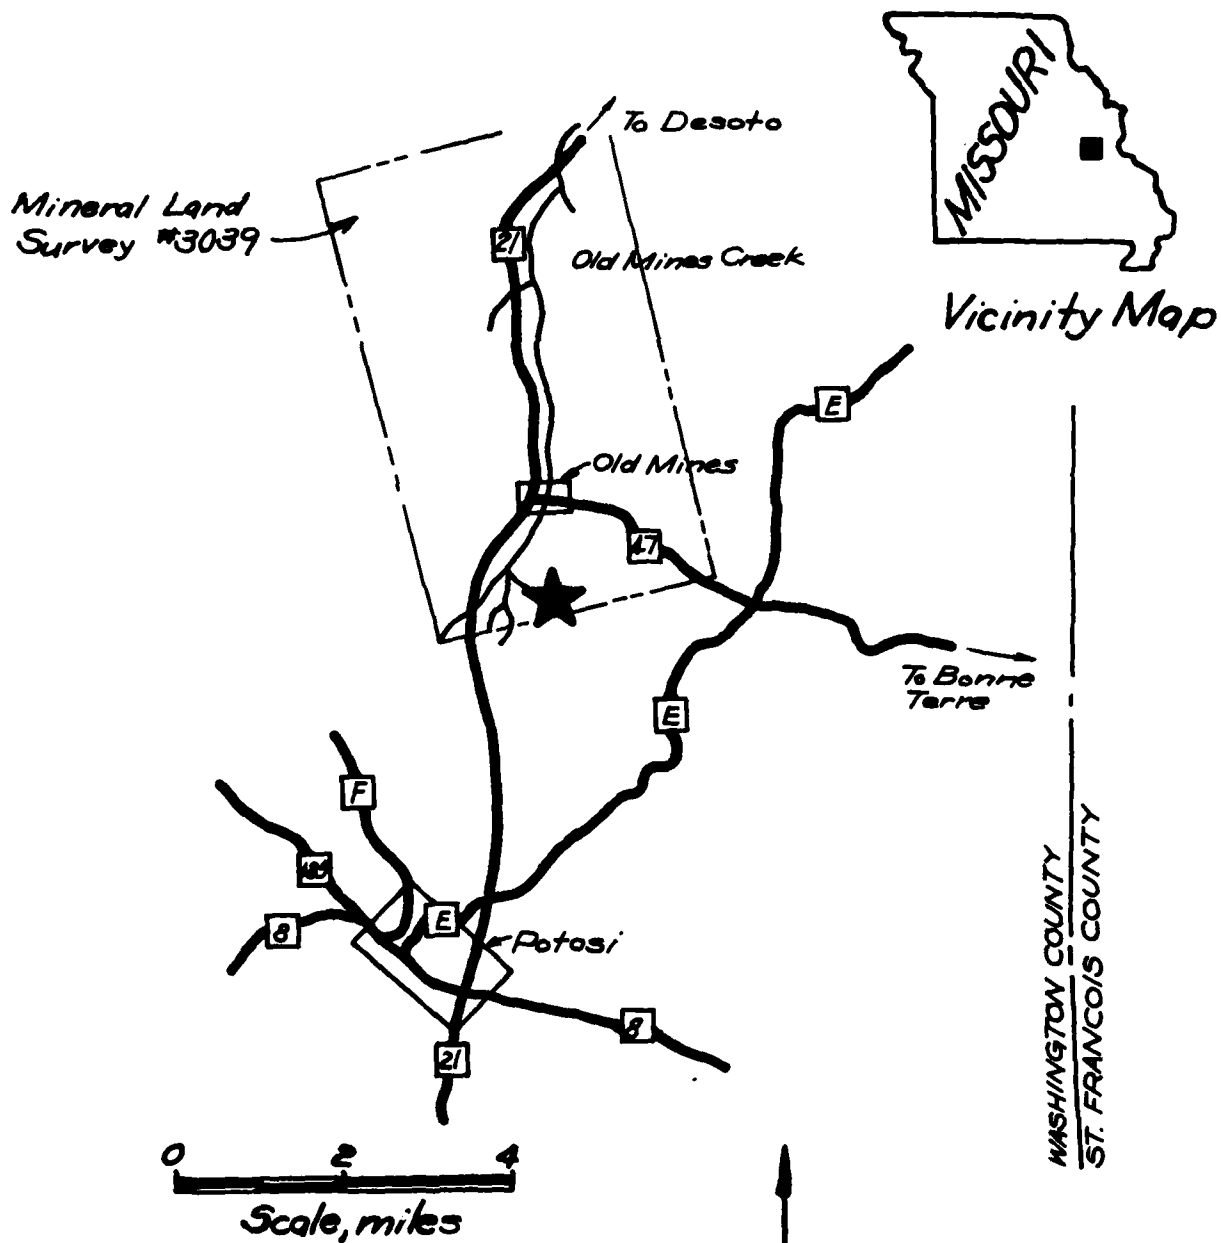 MISSOURI
To Desoto
Mineral Land
Survey #3039
21
Old Mines Creek
Vicinity Map
E
Old Mines
47
To Bonne
Terre
E
F
185
8
E
Potosi
8
21
WASHINGTON COUNTY
ST. FRANCOIS COUNTY
0 2 4
Scale, miles